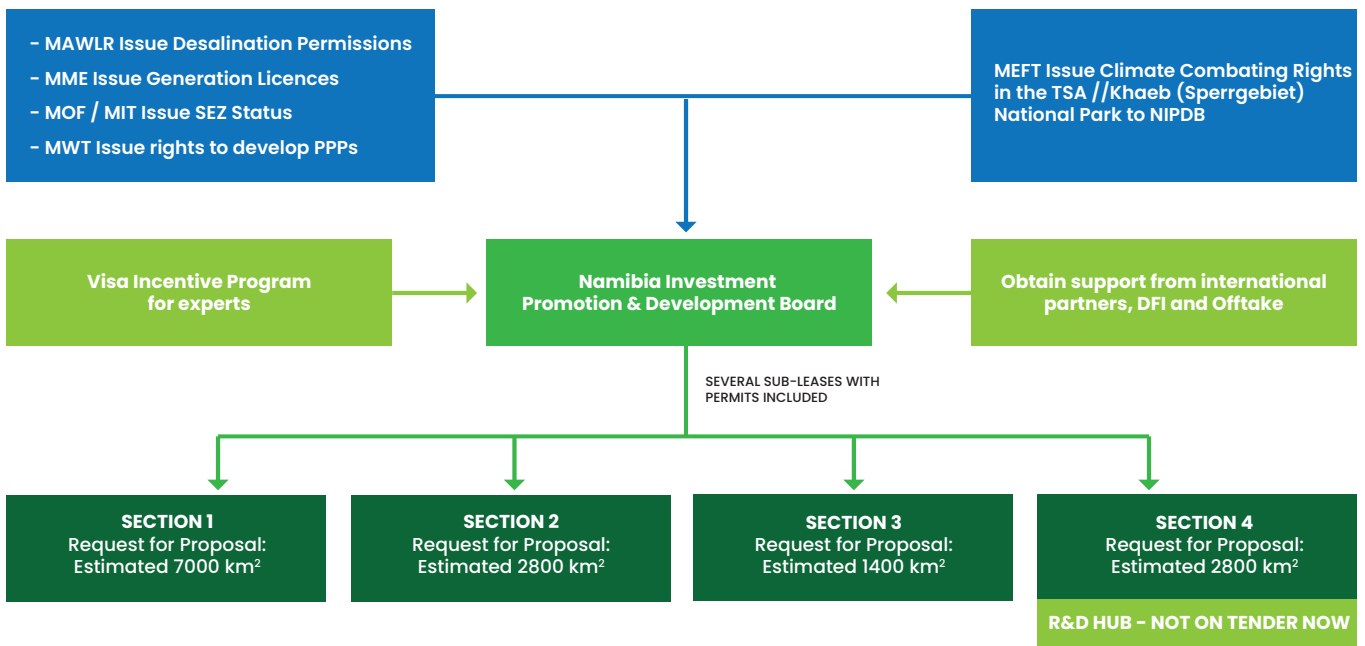 - MAWLR Issue Desalination Permissions
- MME Issue Generation Licences
- MOF / MIT Issue SEZ Status
- MWT Issue rights to develop PPPs
MEFT Issue Climate Combating Rights
in the TSA //Khaeb (Sperrgebiet)
National Park to NIPDB
Visa Incentive Program
for experts
Namibia Investment
Promotion & Development Board
Obtain support from international
partners, DFI and Offtake
SEVERAL SUB-LEASES WITH
PERMITS INCLUDED
SECTION 1
Request for Proposal:
Estimated 7000 km²
SECTION 2
Request for Proposal:
Estimated 2800 km²
SECTION 3
Request for Proposal:
Estimated 1400 km²
SECTION 4
Request for Proposal:
Estimated 2800 km²
R&D HUB - NOT ON TENDER NOW